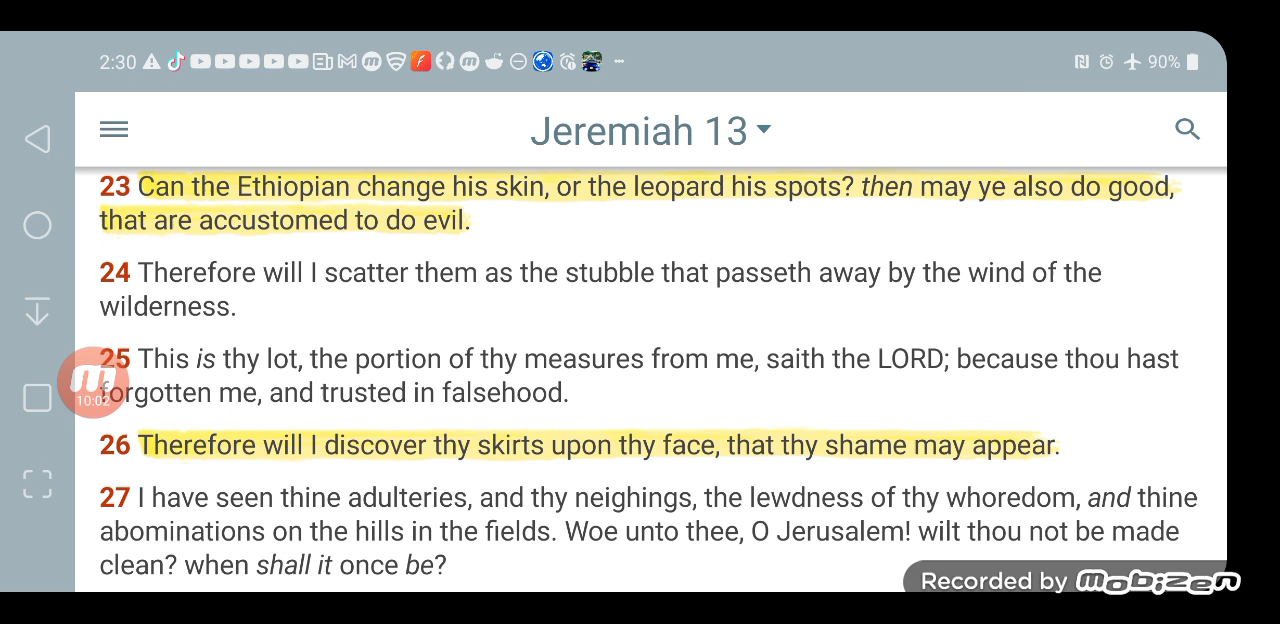 2:30
90%
Jeremiah 13
23 Can the Ethiopian change his skin, or the leopard his spots? then may ye also do good,
that are accustomed to do evil.
24 Therefore will I scatter them as the stubble that passeth away by the wind of the
wilderness.
25 This is thy lot, the portion of thy measures from me, saith the LORD; because thou hast
forgotten me, and trusted in falsehood.
10:02
26 Therefore will I discover thy skirts upon thy face, that thy shame may appear.
27 I have seen thine adulteries, and thy neighings, the lewdness of thy whoredom, and thine
abominations on the hills in the fields. Woe unto thee, O Jerusalem! wilt thou not be made
clean? when shall it once be?
Recorded by mobizen